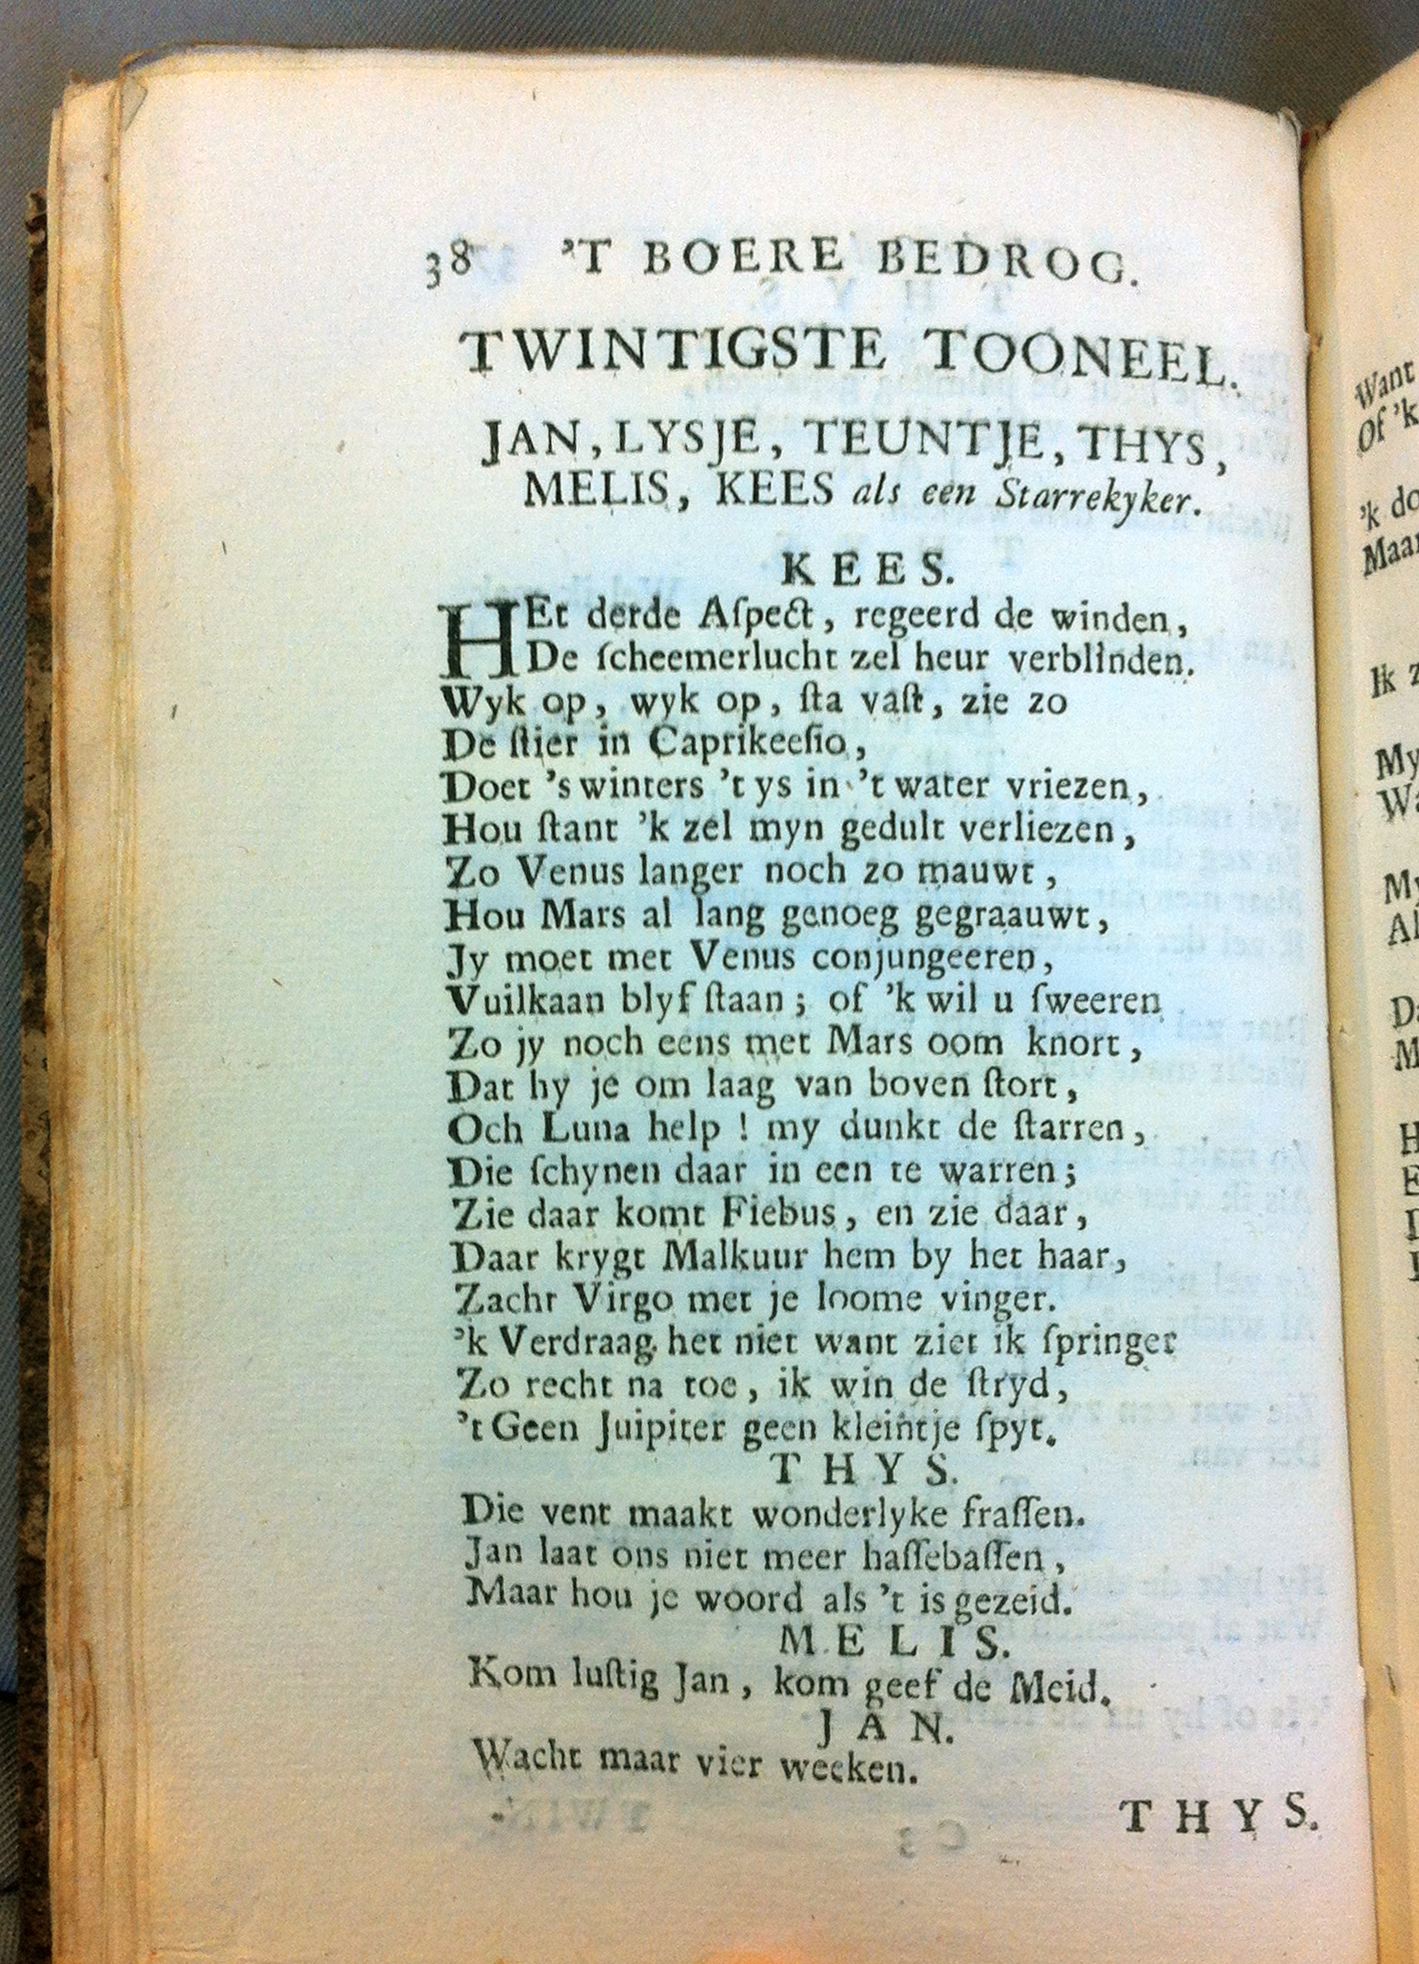 38 'T BOERE BEDROG.
TWINTIGSTE TOONEEL.
JAN, LYSJE, TEUNTJE, THYS,
MELIS, KEES als een Starrekyker.
KEES.
HEt derde Aſpect, regeerd de winden,
De ſcheemerlucht zel heur verblinden.
Wyk op, wyk op, ſta vaſt, zie zo
De ſtier in Caprikeeſio,
Doet 's winters 't ys in 't water vriezen,
Hou ſtant 'k zel myn gedult verliezen,
Zo Venus langer noch zo mauwt,
Hou Mars al lang genoeg gegraauwt,
Jy moet met Venus conjungeeren,
Vuilkaan blyf ſtaan; of 'k wil u ſweeren
Zo jy noch eens met Mars oom knort,
Dat hy je om laag van boven ſtort,
Och Luna help! my dunkt de ſtarren,
Die ſchynen daar in een te warren;
Zie daar komt Fiebus, en zie daar,
Daar krygt Malkuur hem by het haar,
Zacht Virgo met je loome vinger.
'k Verdraag het niet want ziet ik ſpringer
Zo recht na toe, ik win de ſtryd,
't Geen Juipiter geen kleintje ſpyt.
THYS.
Die vent maakt wonderlyke fraſſen.
Jan laat ons niet meer haſſebaſſen,
Maar hou je woord als 't is gezeid.
MELIS.
Kom luſtig Jan, kom geef de Meid.
JAN.
Wacht maar vier weeken.
THYS.
Want
Of 'k
'k
Ik
My
H